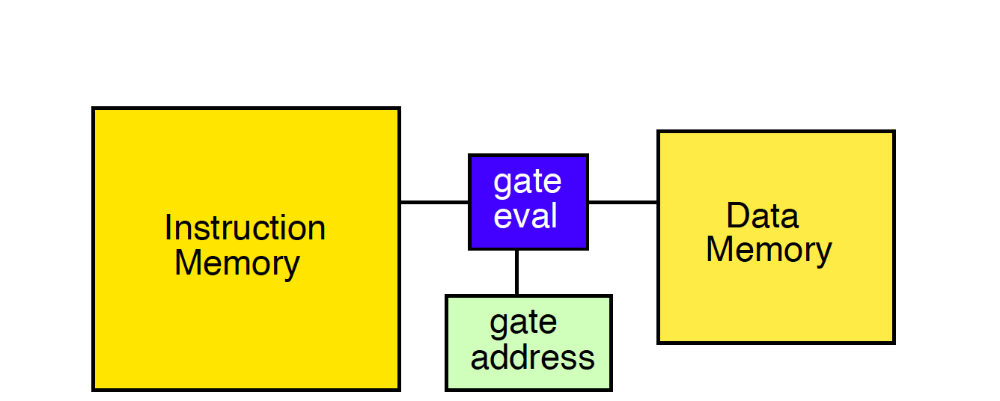 Instruction
Memory
gate
eval
Data
Memory
gate
address